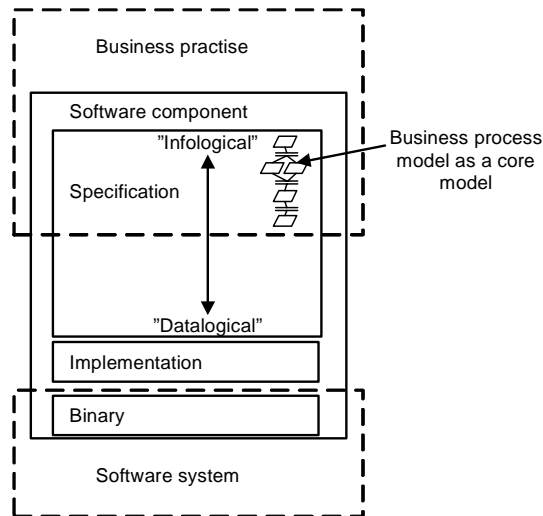 Business practise
Software component
”Infological”
Business process
model as a core
model
Specification
”Datalogical”
Implementation
Binary
Software system